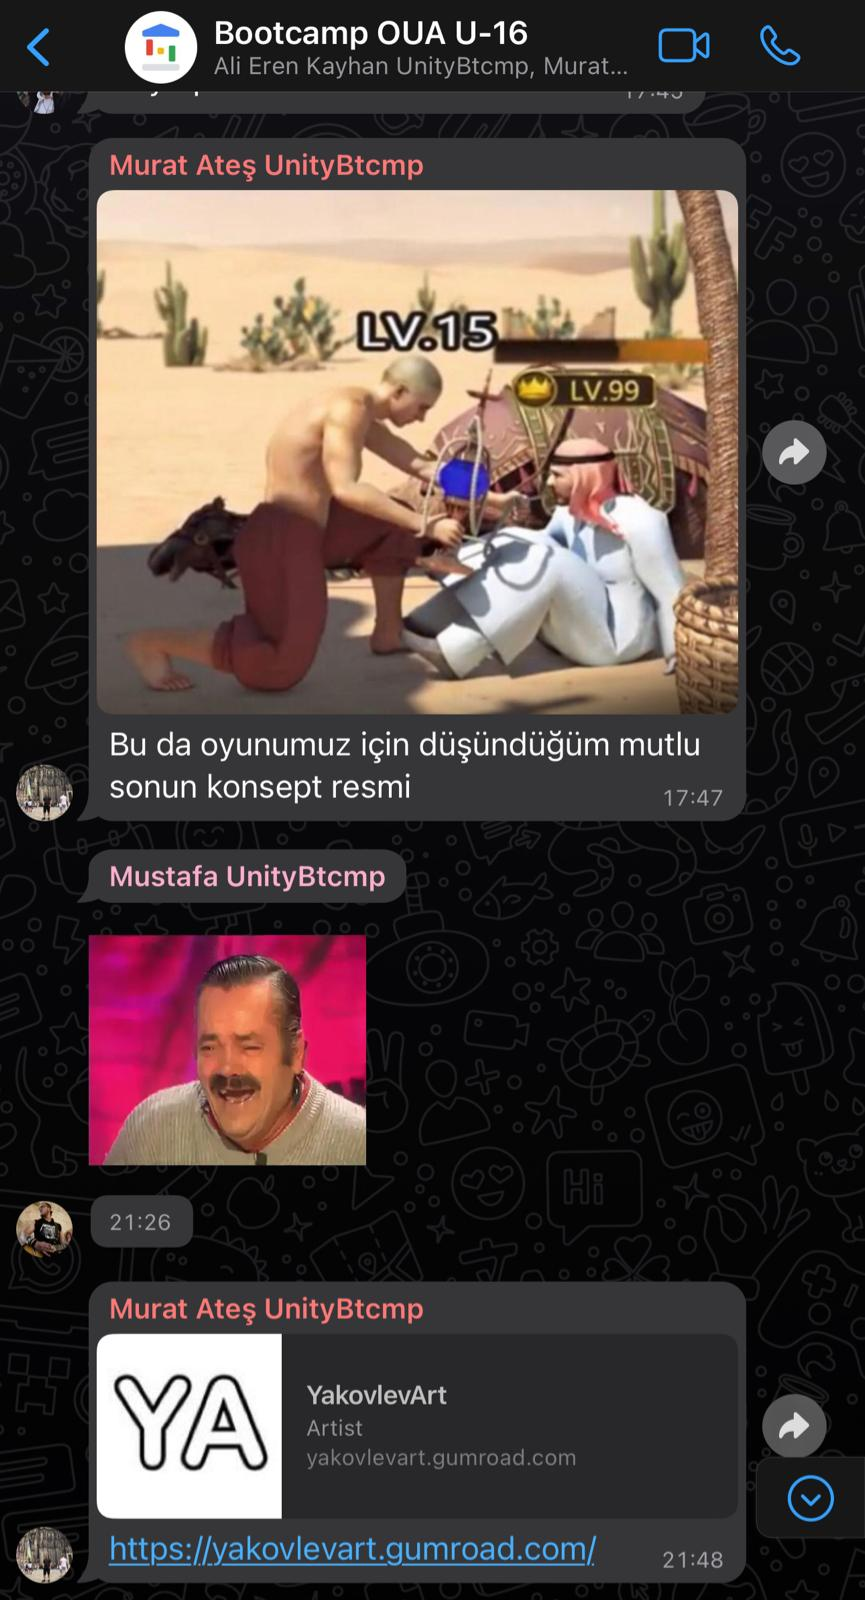 Bootcamp OUA U-16
Ali Eren Kayhan UnityBtcmp, Murat...
17:45
Murat Ateş UnityBtcmp
LV.15
LV.99
Bu da oyunumuz için düşündüğüm mutlu
sonun konsept resmi
17:47
Mustafa UnityBtcmp
21:26
Murat Ateş UnityBtcmp
YA
YakovlevArt
Artist
yakovlevart.gumroad.com
https://yakovlevart.gumroad.com/
21:48